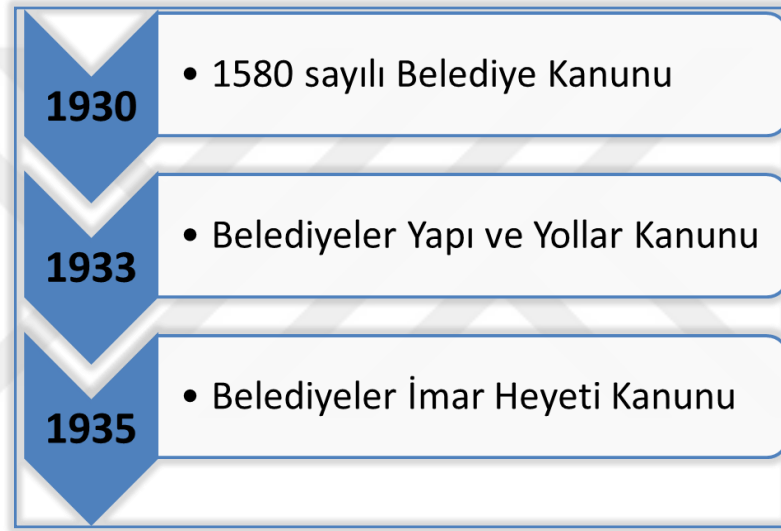 1930
• 1580 sayılı Belediye Kanunu
1933
• Belediyeler Yapı ve Yollar Kanunu
1935
• Belediyeler İmar Heyeti Kanunu